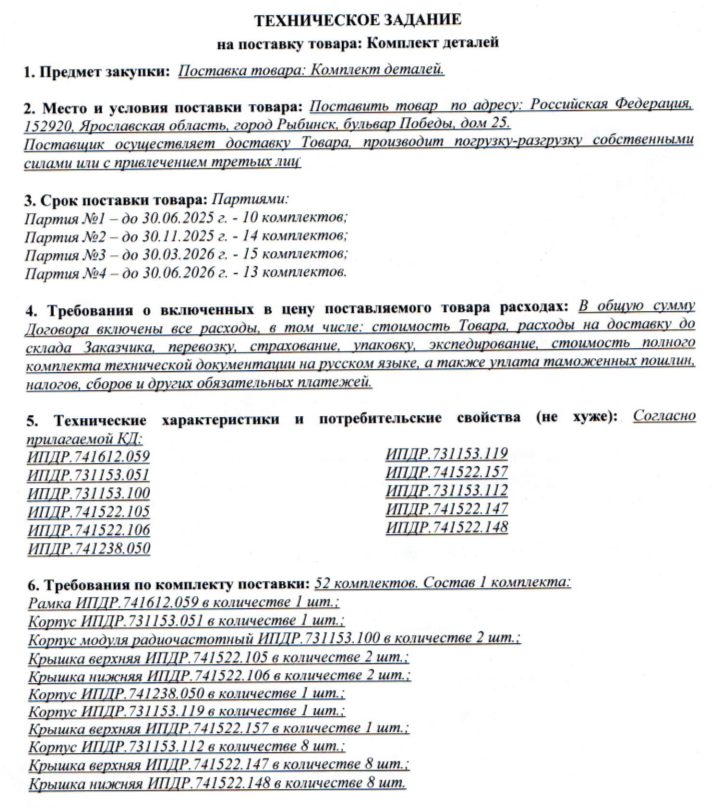 ТЕХНИЧЕСКОЕ ЗАДАНИЕ
на поставку товара: Комплект деталей
1. Предмет закупки: Поставка товара: Комплект деталей.
2. Место и условия поставки товара: Поставить товар по адресу: Российская Федерация,
152920, Ярославская область, город Рыбинск, бульвар Победы, дом 25.
Поставщик осуществляет доставку Товара, производит погрузку-разгрузку собственными
силами или с привлечением третьих лиц
3. Срок поставки товара: Партиями:
Партия №1 – до 30.06.2025 г. - 10 комплектов;
Партия №2 – до 30.11.2025 г. - 14 комплектов;
Партия №3 – до 30.03.2026 г. - 15 комплектов;
Партия №4 – до 30.06.2026 г. - 13 комплектов.
4. Требования о включенных в цену поставляемого товара расходах: В общую сумму
Договора включены все расходы, в том числе: стоимость Товара, расходы на доставку до
склада Заказчика, перевозку, страхование, упаковку, экспедирование, стоимость полного
комплекта технической документации на русском языке, а также уплата таможенных пошлин,
налогов, сборов и других обязательных платежей.
5. Технические характеристики и потребительские свойства (не хуже): Согласно
прилагаемой КД:
ИПДР.741612.059
ИПДР.731153.051
ИПДР.731153.100
ИПДР.741522.105
ИПДР.741522.106
ИПДР.741238.050
ИПДР.731153.119
ИПДР.741522.157
ИПДР.731153.112
ИПДР.741522.147
ИПДР.741522.148
6. Требования по комплекту поставки: 52 комплектов. Состав 1 комплекта:
Рамка ИПДР.741612.059 в количестве 1 шт.;
Корпус ИПДР.731153.051 в количестве 1 шт.;
Корпус модуля радиочастотный ИПДР.731153.100 в количестве 2 шт.;
Крышка верхняя ИПДР.741522.105 в количестве 2 шт.;
Крышка нижняя ИПДР.741522.106 в количестве 2 шт.;
Корпус ИПДР.741238.050 в количестве 1 шт.;
Корпус ИПДР.731153.119 в количестве 1 шт.;
Крышка верхняя ИПДР.741522.157 в количестве 1 шт.;
Корпус ИПДР.731153.112 в количестве 8 шт.;
Крышка верхняя ИПДР.741522.147 в количестве 8 шт.;
Крышка нижняя ИПДР.741522.148 в количестве 8 шт.